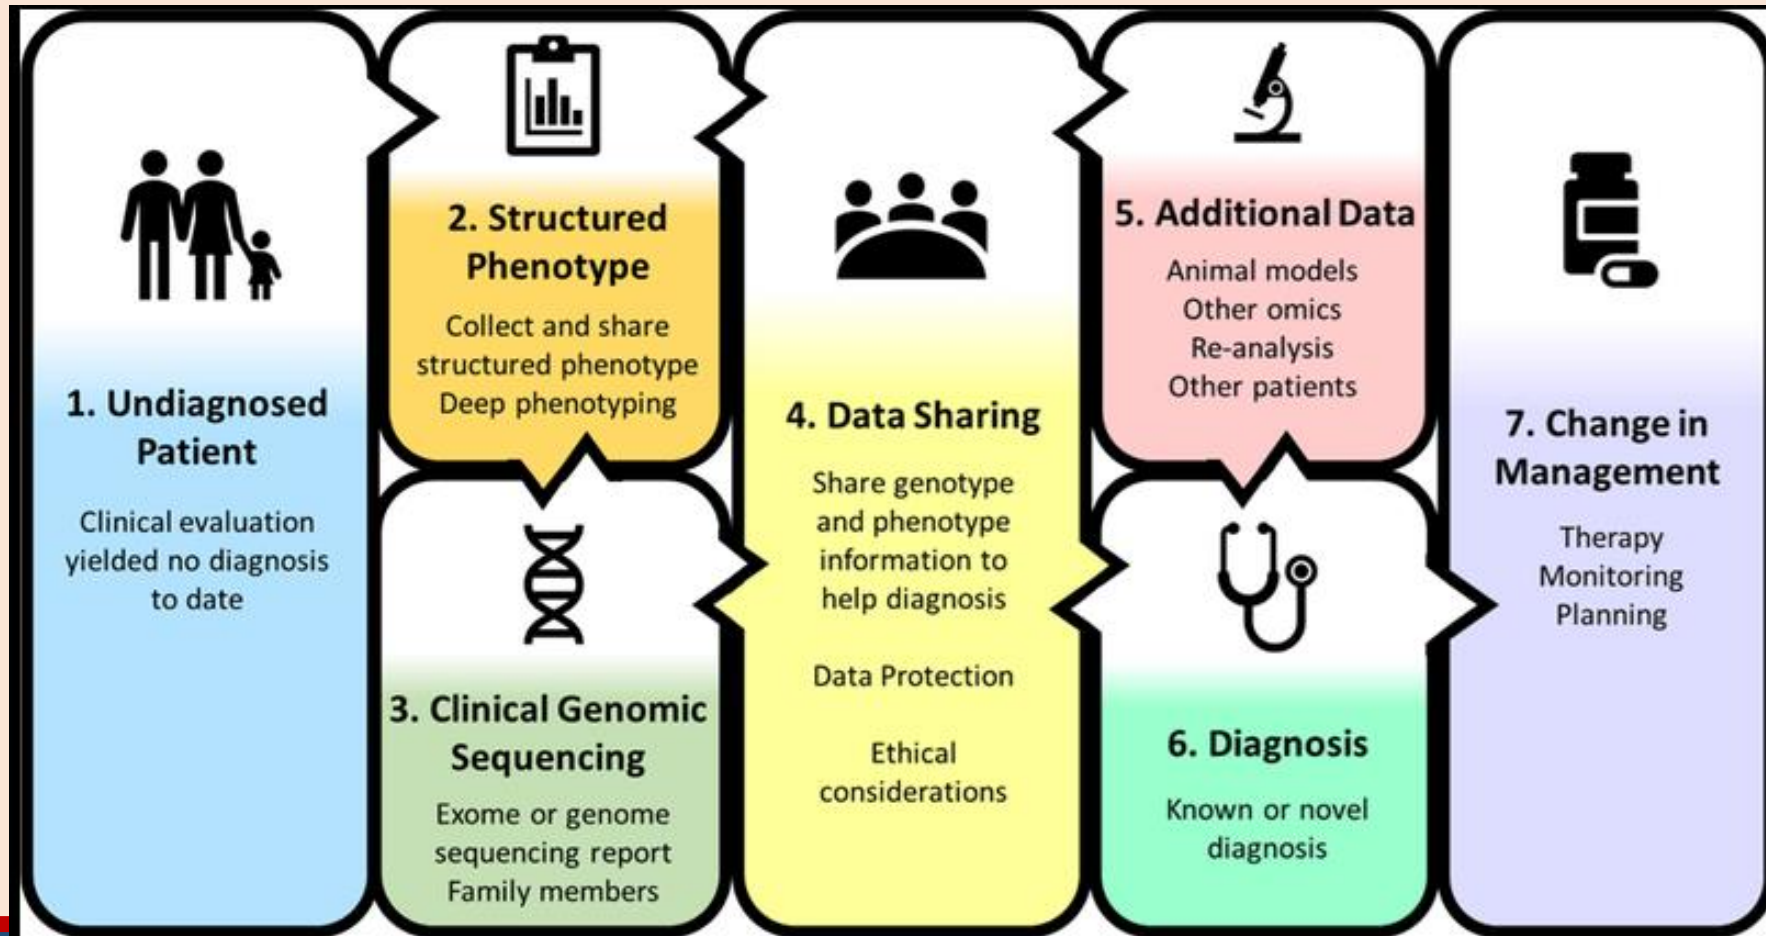 1. Undiagnosed
Patient
Clinical evaluation
yielded no diagnosis
to date
2. Structured
Phenotype
Collect and share
structured phenotype
Deep phenotyping
3. Clinical Genomic
Sequencing
Exome or genome
sequencing report
Family members
4. Data Sharing
Share genotype
and phenotype
information to
help diagnosis
Data Protection
Ethical
considerations
5. Additional Data
Animal models
Other omics
Re-analysis
Other patients
6. Diagnosis
Known or novel
diagnosis
7. Change in
Management
Therapy
Monitoring
Planning